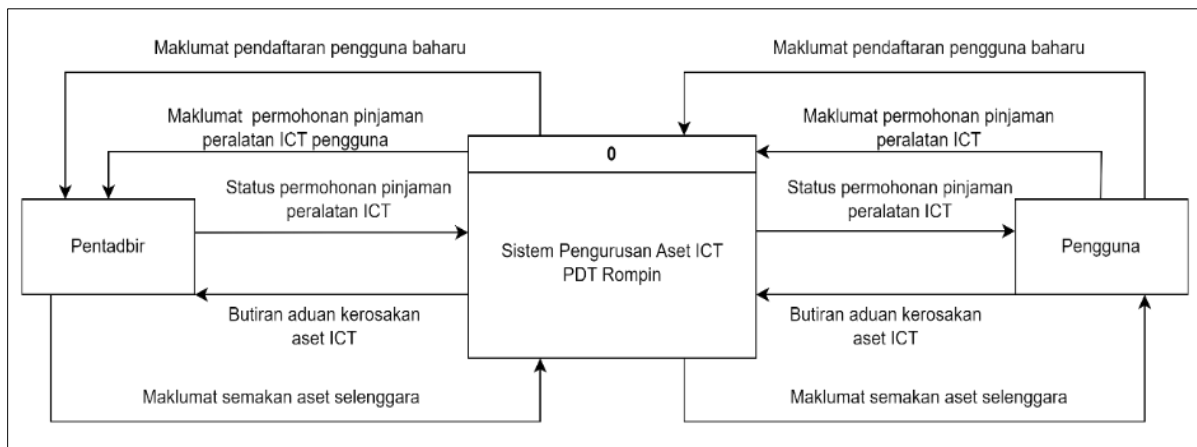 Maklumat pendaftaran pengguna baharu
Maklumat pendaftaran pengguna baharu
Maklumat permohonan pinjaman
peralatan ICT pengguna
Maklumat permohonan pinjaman
peralatan ICT
0
Status permohonan pinjaman
peralatan ICT
Status permohonan pinjaman
peralatan ICT
Pentadbir
Sistem Pengurusan Aset ICT
PDT Rompin
Pengguna
Butiran aduan kerosakan
aset ICT
Butiran aduan kerosakan
aset ICT
Maklumat semakan aset selenggara
Maklumat semakan aset selenggara